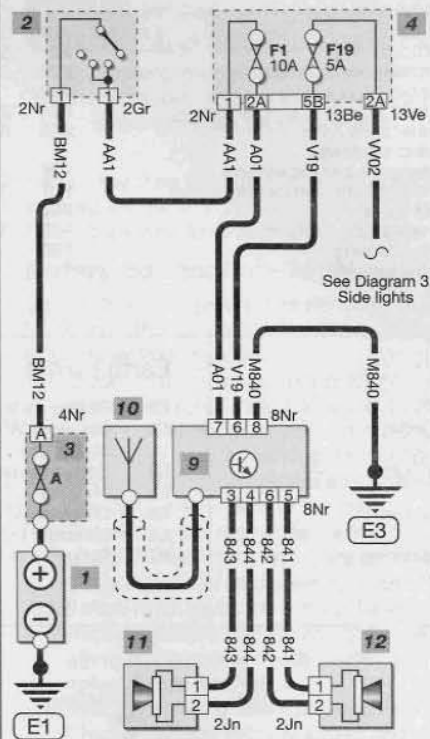 2
4
F1
10A
F19
5A
1 1
1 2A 5B 2A
2Nr 2Gr
2Nr 13Be 13Ve
BM12
AA1
AA1
A01
V19
VV02
See Diagram 3
Side lights
BM12
A01
V19
M840
M840
4Nr
A
3
A
10
7 6 8
8Nr
9
3 4 6 5
8Nr
E3
+
1
−
843
844
842
841
843
844
842
841
11
12
1
2
1
2
2Jn
2Jn
E1